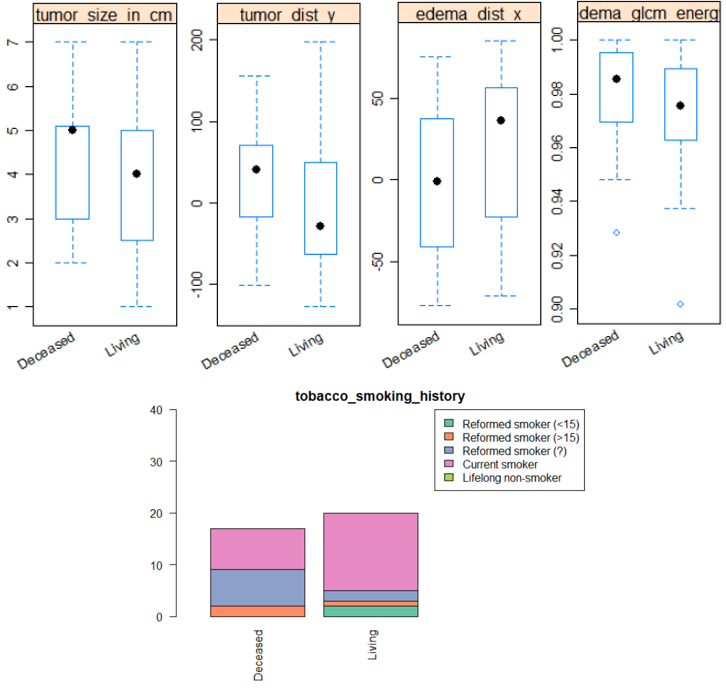 tumor_size_in_cm
7
6
5
4
3
2
1
Deceased
Living
tumor_dist_y
200
100
0
-100
Deceased
Living
edema_dist_x
50
0
-50
Deceased
Living
dema_glcm_energ
1.00
0.98
0.96
0.94
0.92
0.90
Deceased
Living
tobacco_smoking_history
40
30
20
10
0
Deceased
Living
Reformed smoker (<15)
Reformed smoker (>15)
Reformed smoker (?)
Current smoker
Lifelong non-smoker